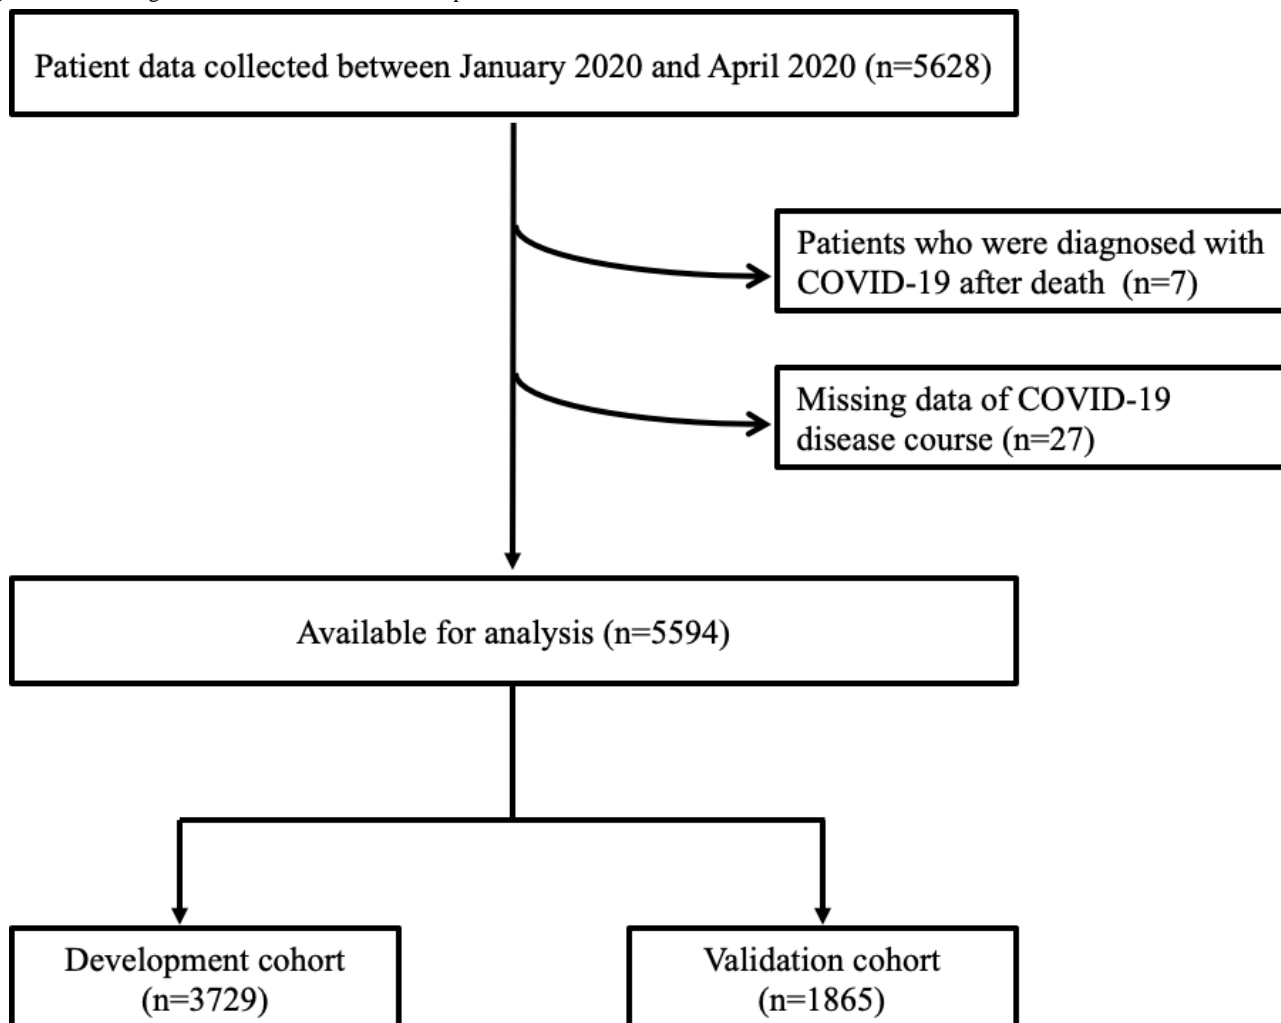 Patient data collected between January 2020 and April 2020 (n=5628)
Patients who were diagnosed with
COVID-19 after death (n=7)
Missing data of COVID-19
disease course (n=27)
Available for analysis (n=5594)
Development cohort
(n=3729)
Validation cohort
(n=1865)